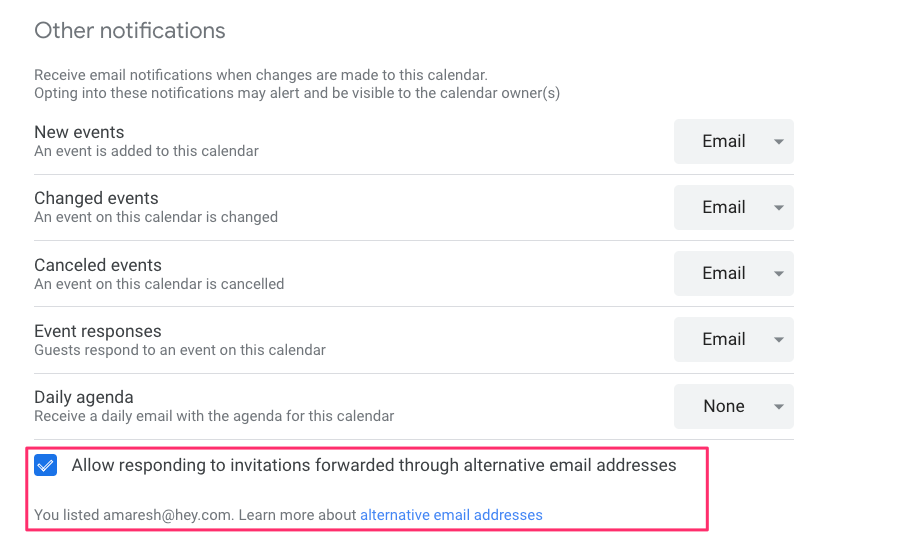 Other notifications
Receive email notifications when changes are made to this calendar.
Opting into these notifications may alert and be visible to the calendar owner(s)
New events
An event is added to this calendar
Email
Changed events
An event on this calendar is changed
Email
Canceled events
An event on this calendar is cancelled
Email
Event responses
Guests respond to an event on this calendar
Email
Daily agenda
Receive a daily email with the agenda for this calendar
None
Allow responding to invitations forwarded through alternative email addresses
You listed amaresh@hey.com. Learn more about alternative email addresses